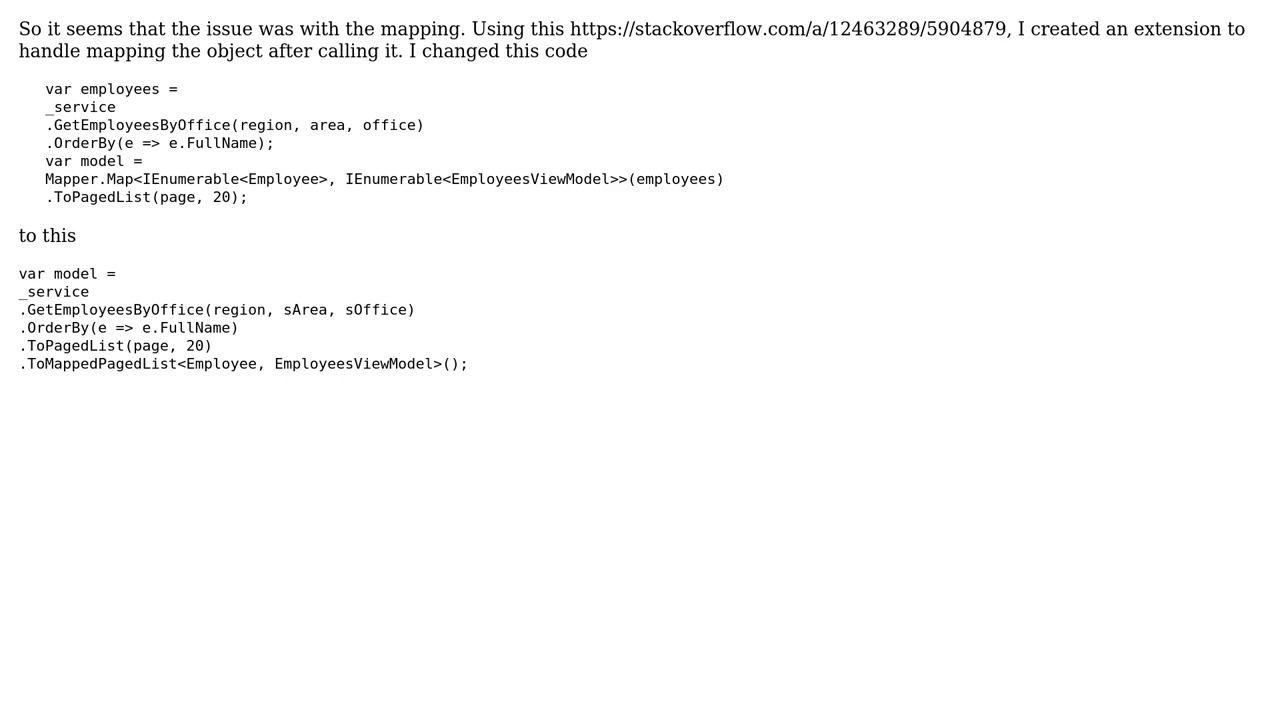 So it seems that the issue was with the mapping. Using this https://stackoverflow.com/a/12463289/5904879, I created an extension to
handle mapping the object after calling it. I changed this code
var employees =
_service
.GetEmployeesByOffice(region, area, office)
.OrderBy(e => e.FullName);
var model =
Mapper.Map<IEnumerable<Employee>, IEnumerable<EmployeesViewModel>>(employees)
.ToPagedList(page, 20);
to this
var model =
_service
.GetEmployeesByOffice(region, sArea, sOffice)
.OrderBy(e => e.FullName)
.ToPagedList(page, 20)
.ToMappedPagedList<Employee, EmployeesViewModel>();